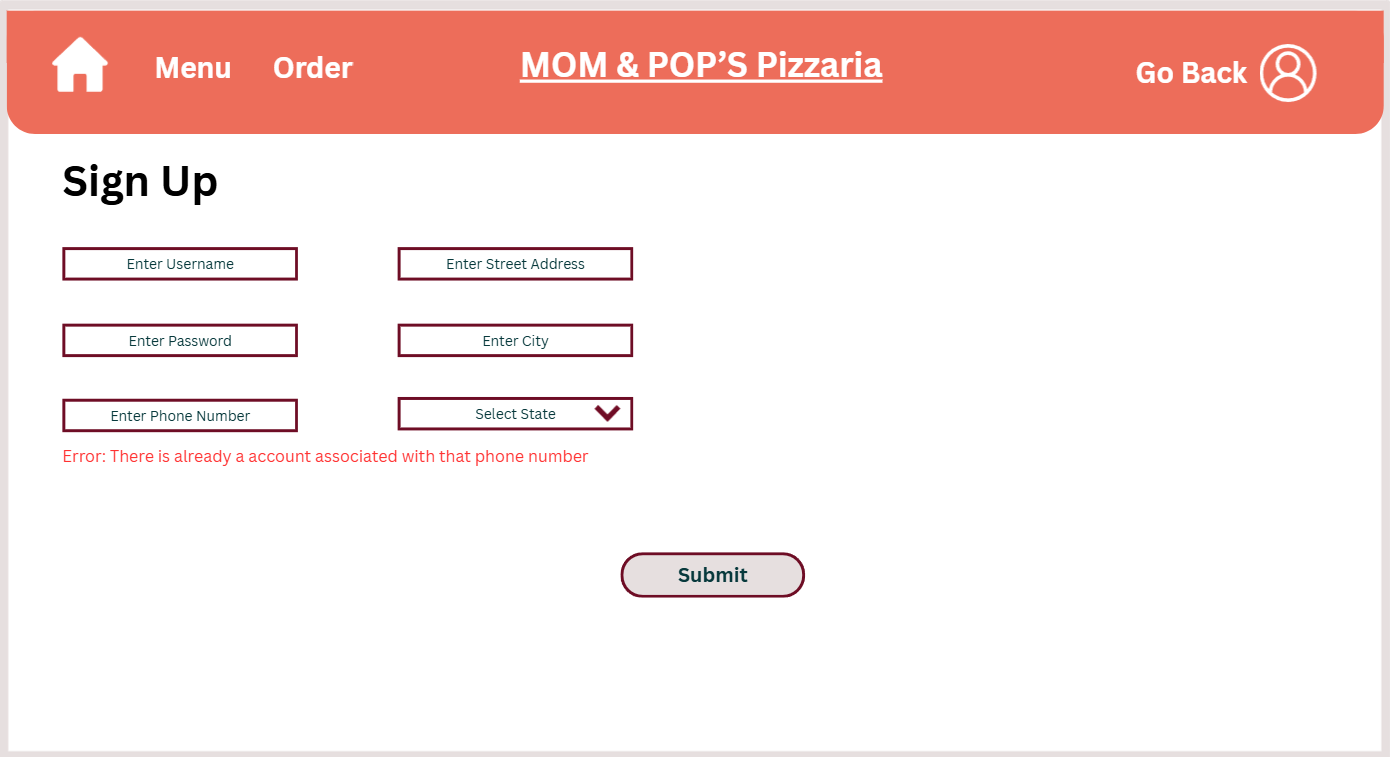 Menu Order MOM & POP’S Pizzaria Go Back
Sign Up
Enter Username Enter Street Address
Enter Password Enter City
Enter Phone Number Select State
Error: There is already a account associated with that phone number
Submit